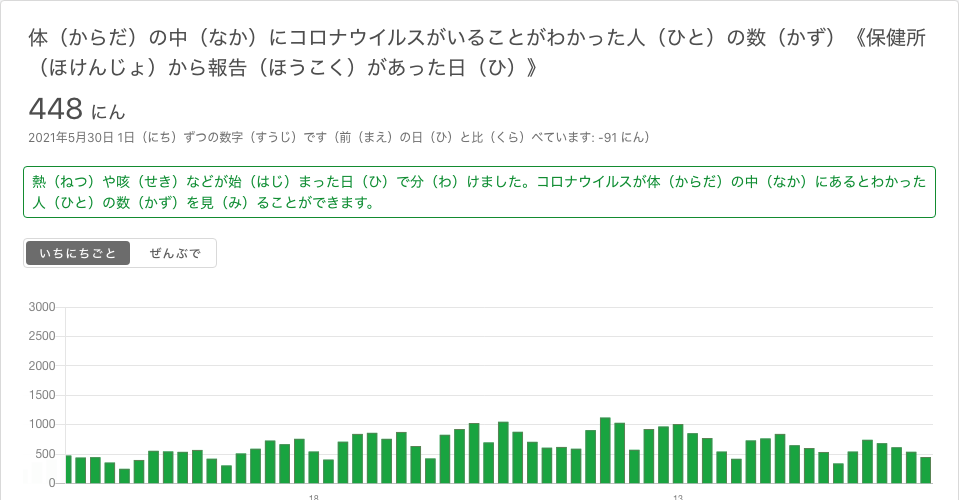 体（からだ）の中（なか）にコロナウイルスがいることがわかった人（ひと）の数（かず）《保健所
（ほけんじょ）から報告（ほうこく）があった日（ひ）》
448 にん
2021年5月30日 1日（にち）ずつの数字（すうじ）です（前（まえ）の日（ひ）と比（くら）べています: -91 にん）
熱（ねつ）や咳（せき）などが始（はじ）まった日（ひ）で分（わ）けました。コロナウイルスが体（からだ）の中（なか）にあるとわかった
人（ひと）の数（かず）を見（み）ることができます。
いちにちごと ぜんぶで
3000
2500
2000
1500
1000
500
0
18 13